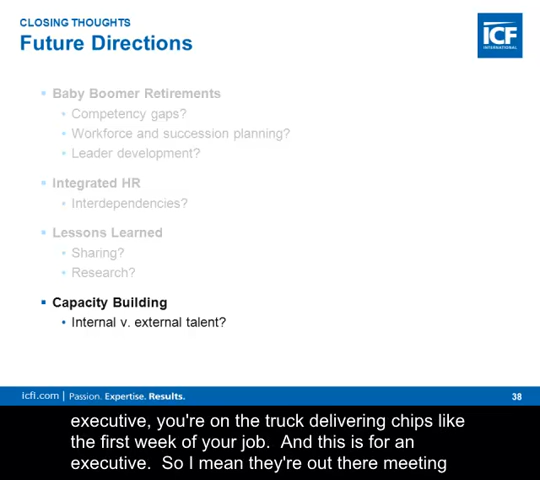 CLOSING THOUGHTS
Future Directions
ICF
INTERNATIONAL
▪ Baby Boomer Retirements
• Competency gaps?
• Workforce and succession planning?
• Leader development?
▪ Integrated HR
• Interdependencies?
▪ Lessons Learned
• Sharing?
• Research?
▪ Capacity Building
• Internal v. external talent?
icfi.com | Passion. Expertise. Results.
38
executive, you're on the truck delivering chips like
the first week of your job. And this is for an
executive. So I mean they're out there meeting